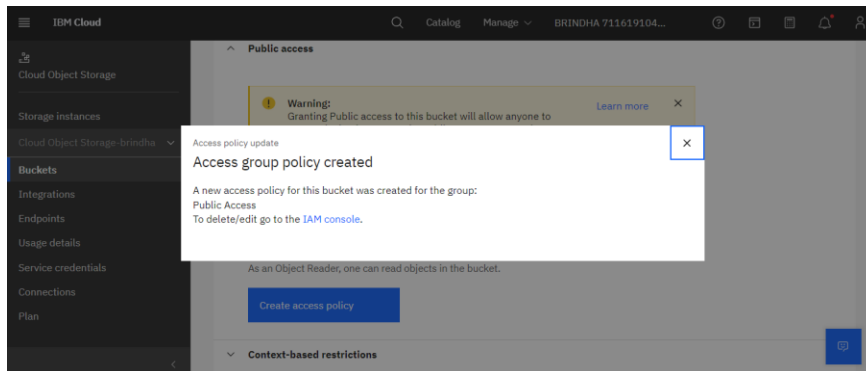 IBM Cloud
Catalog
Manage
BRINDHA 711619104...
Cloud Object Storage
Storage instances
Cloud Object Storage-brindha
Buckets
Integrations
Endpoints
Usage details
Service credentials
Connections
Plan
Public access
Warning:
Granting Public access to this bucket will allow anyone to
Learn more
Access policy update
Access group policy created
A new access policy for this bucket was created for the group:
Public Access
To delete/edit go to the IAM console.
As an Object Reader, one can read objects in the bucket.
Create access policy
Context-based restrictions